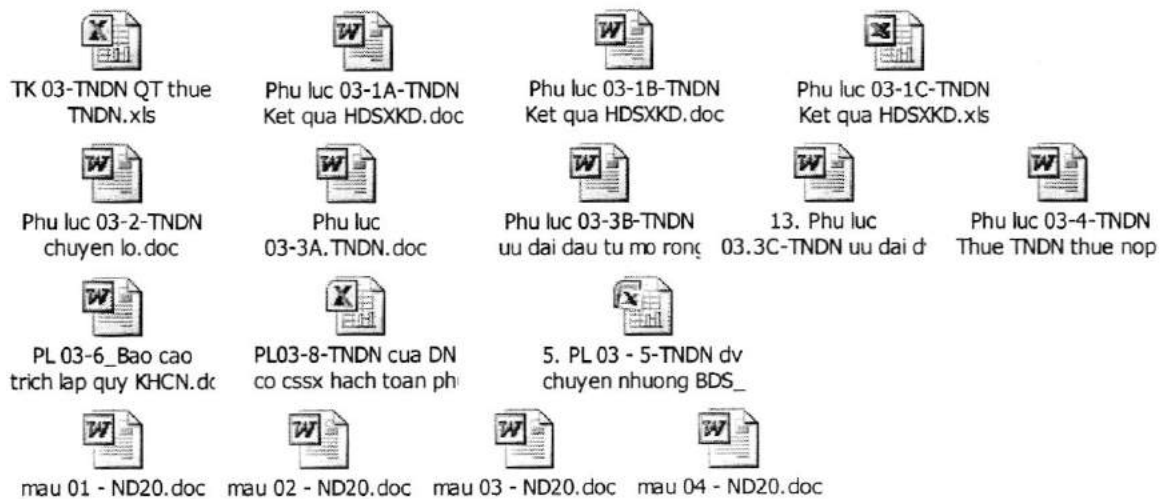 TK 03-TNDN QT thue
TNDN.xls
Phu luc 03-1A-TNDN
Ket qua HDSXKD.doc
Phu luc 03-1B-TNDN
Ket qua HDSXKD.doc
Phu luc 03-1C-TNDN
Ket qua HDSXKD.xls
Phu luc 03-2-TNDN
chuyen lo.doc
Phu luc
03-3A.TNDN.doc
Phu luc 03-3B-TNDN
uu dai dau tu mo rong
13. Phu luc
03.3C-TNDN uu dai d
Phu luc 03-4-TNDN
Thue TNDN thue nop
PL 03-6_Bao cao
trich lap quy KHCN.dc
PL03-8-TNDN cua DN
co cssx hach toan ph
5. PL 03 - 5-TNDN dv
chuyen nhuong BDS_
mau 01 - ND20.doc
mau 02 - ND20.doc
mau 03 - ND20.doc
mau 04 - ND20.doc